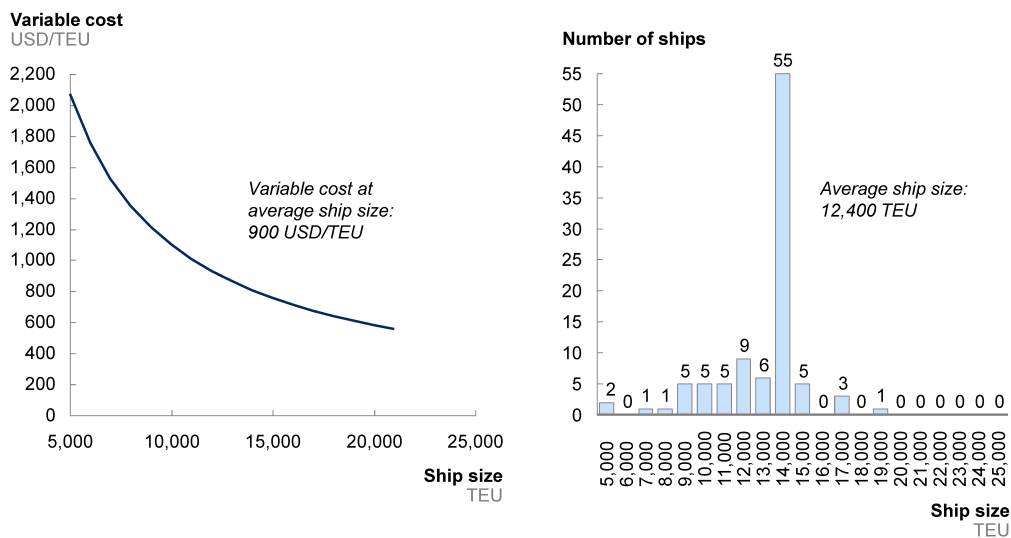 Variable cost
USD/TEU
2,200
2,000
1,800
1,600
1,400
1,200
1,000
800
600
400
200
0
5,000 10,000 15,000 20,000 25,000
Ship size
TEU
Variable cost at
average ship size:
900 USD/TEU
Number of ships
55
50
45
40
35
30
25
20
15
10
5
0
2 0 1 1 5 5 5 9 6 55 5 0 3 0 1 0 0 0 0 0 0
5,000 6,000 7,000 8,000 9,000 10,000 11,000 12,000 13,000 14,000 15,000 16,000 17,000 18,000 19,000 20,000 21,000 22,000 23,000 24,000 25,000
Ship size
TEU
Average ship size:
12,400 TEU